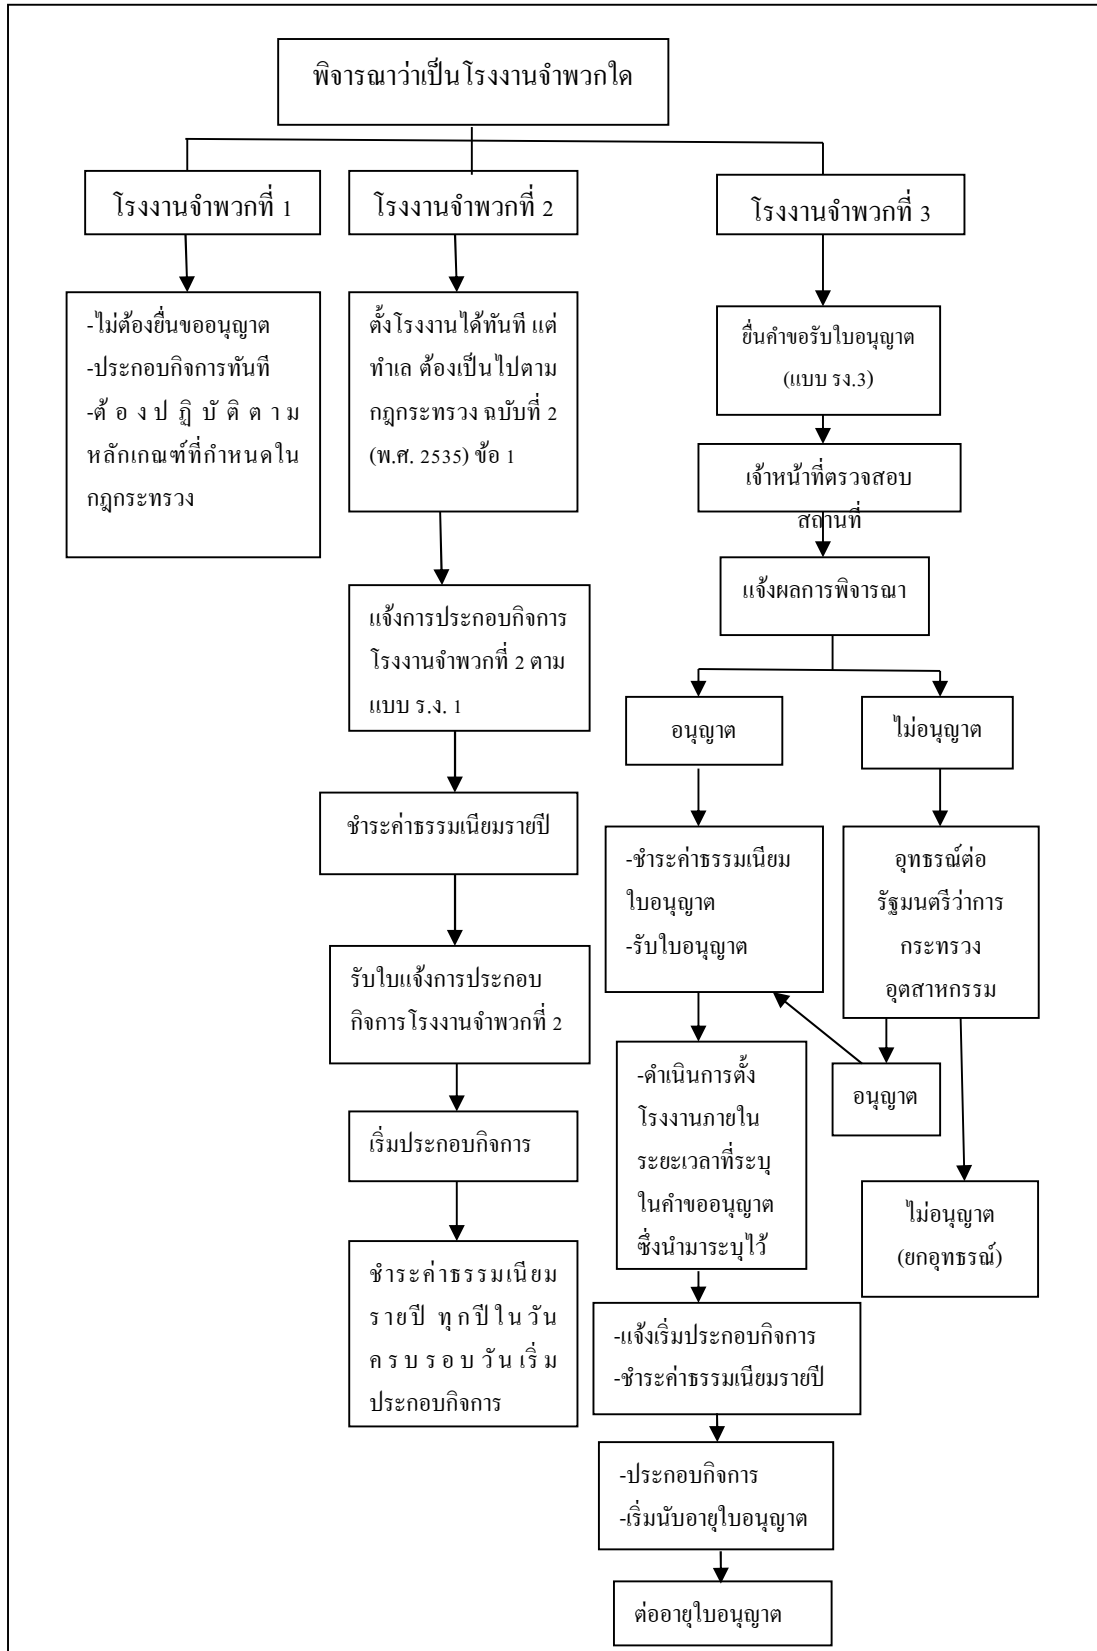 พิจารณาว่าเป็นโรงงานจำพวกใด
โรงงานจำพวกที่ 1
โรงงานจำพวกที่ 2
โรงงานจำพวกที่ 3
-ไม่ต้องยื่นขออนุญาต
-ประกอบกิจการทันที
-ต้องปฏิบัติตาม
หลักเกณฑ์ที่กำหนดใน
กฎกระทรวง
ตั้งโรงงานได้ทันที แต่
ทำเล ต้องเป็นไปตาม
กฎกระทรวง ฉบับที่ 2
(พ.ศ. 2535) ข้อ 1
แจ้งการประกอบกิจการ
โรงงานจำพวกที่ 2 ตาม
แบบ ร.ง. 1
ชำระค่าธรรมเนียมรายปี
รับใบแจ้งการประกอบ
กิจการโรงงานจำพวกที่ 2
เริ่มประกอบกิจการ
ชำระค่าธรรมเนียม
รายปี ทุกปีในวัน
ครบรอบวันเริ่ม
ประกอบกิจการ
ยื่นคำขอรับใบอนุญาต
(แบบ รง.3)
เจ้าหน้าที่ตรวจสอบ
สถานที่
แจ้งผลการพิจารณา
อนุญาต
ไม่อนุญาต
-ชำระค่าธรรมเนียม
ใบอนุญาต
-รับใบอนุญาต
อุทธรณ์ต่อ
รัฐมนตรีว่าการ
กระทรวง
อุตสาหกรรม
อนุญาต
ไม่อนุญาต
(ยกอุทธรณ์)
-ดำเนินการตั้ง
โรงงานภายใน
ระยะเวลาที่ระบุ
ในคำขออนุญาต
ซึ่งนำมาระบุไว้
-แจ้งเริ่มประกอบกิจการ
-ชำระค่าธรรมเนียมรายปี
-ประกอบกิจการ
-เริ่มนับอายุใบอนุญาต
ต่ออายุใบอนุญาต